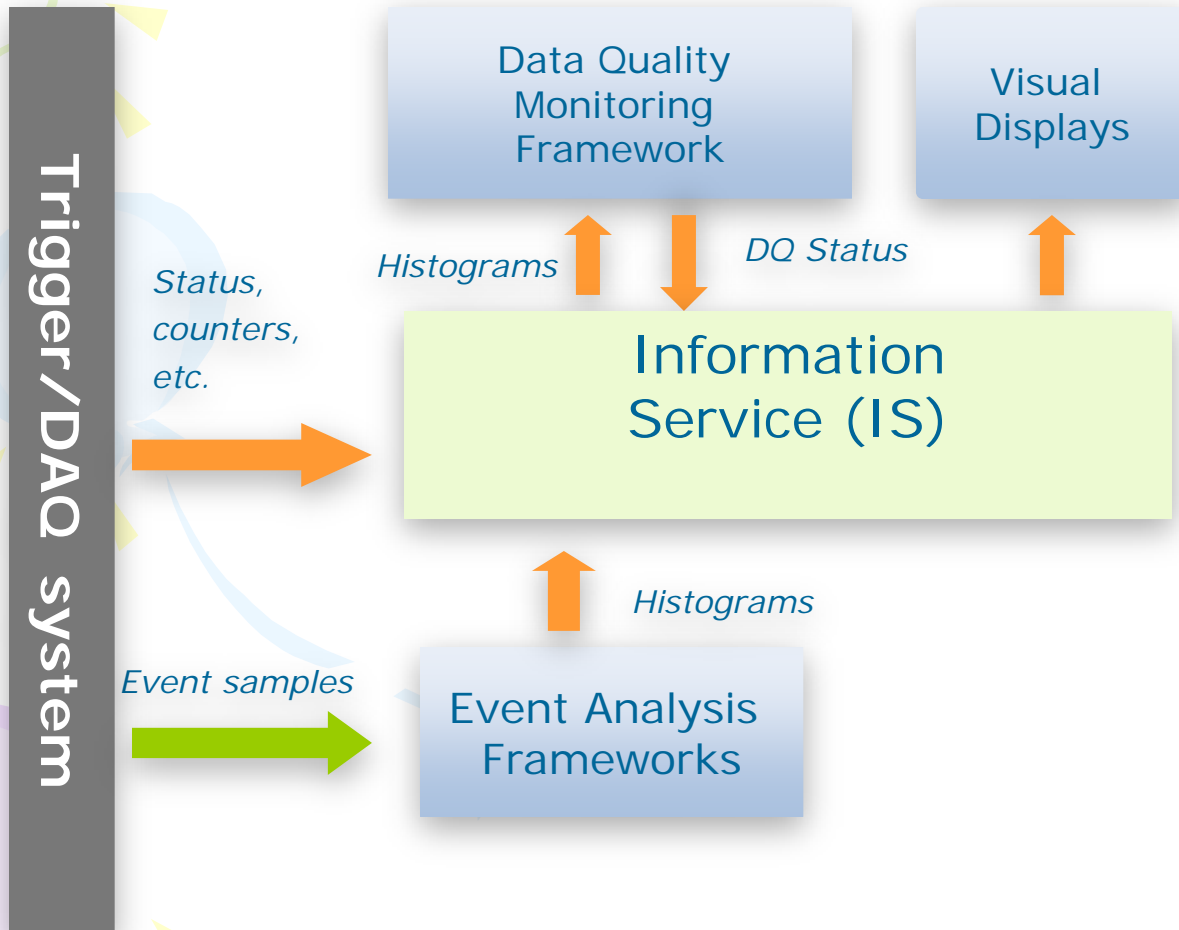 Trigger/DAQ system
Data Quality
Monitoring
Framework
Visual
Displays
Histograms
DQ Status
Status,
counters,
etc.
Information
Service (IS)
Histograms
Event samples
Event Analysis
Frameworks